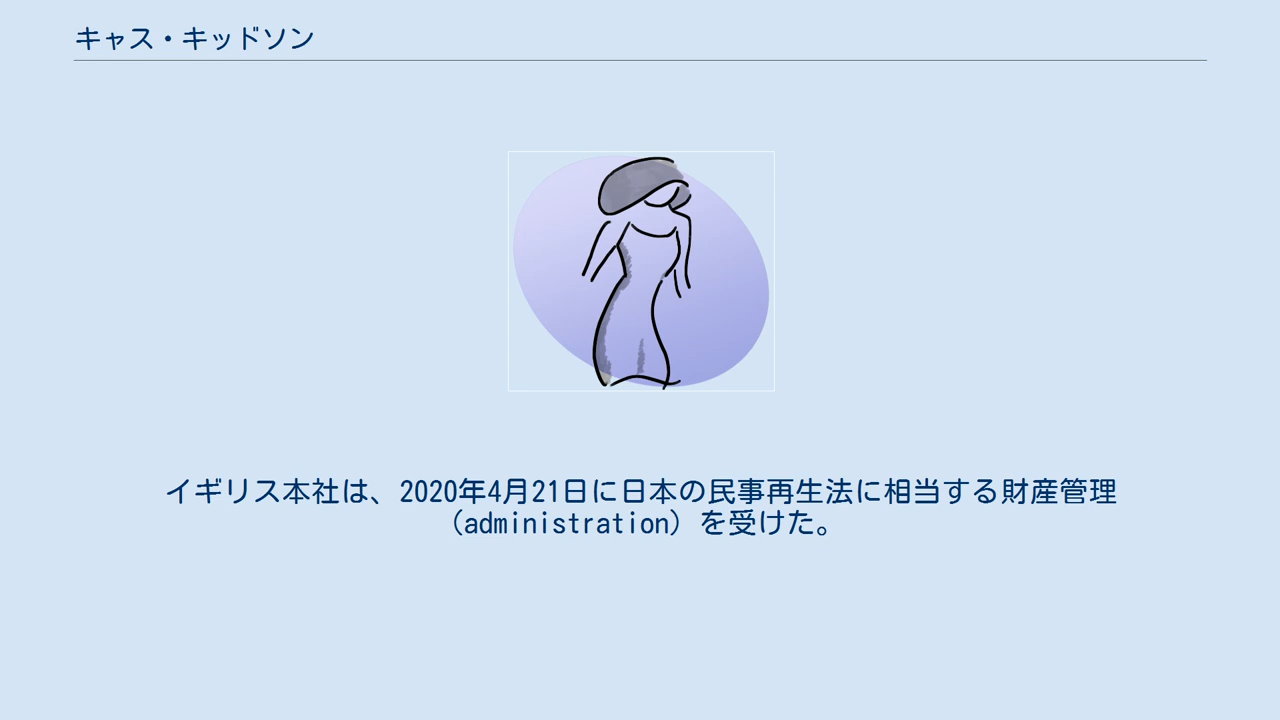 キャス・キッドソン
イギリス本社は、2020年4月21日に日本の民事再生法に相当する財産管理
（administration）を受けた。